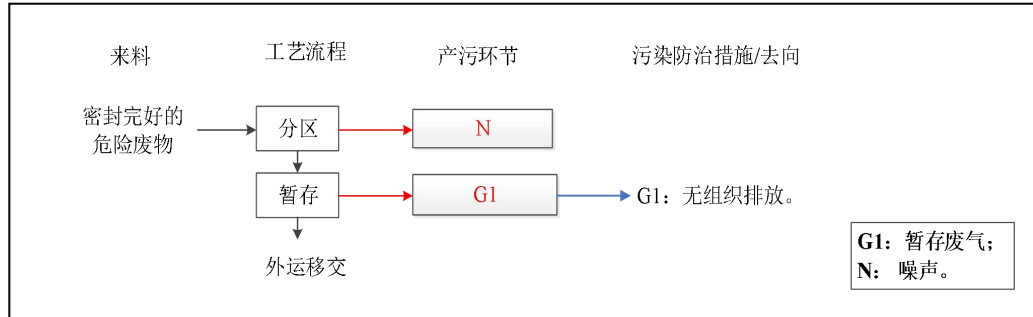 来料 工艺流程 产污环节 污染防治措施/去向
密封完好的
危险废物
分区
N
暂存
G1
G1：无组织排放。
外运移交
G1：暂存废气；
N： 噪声。